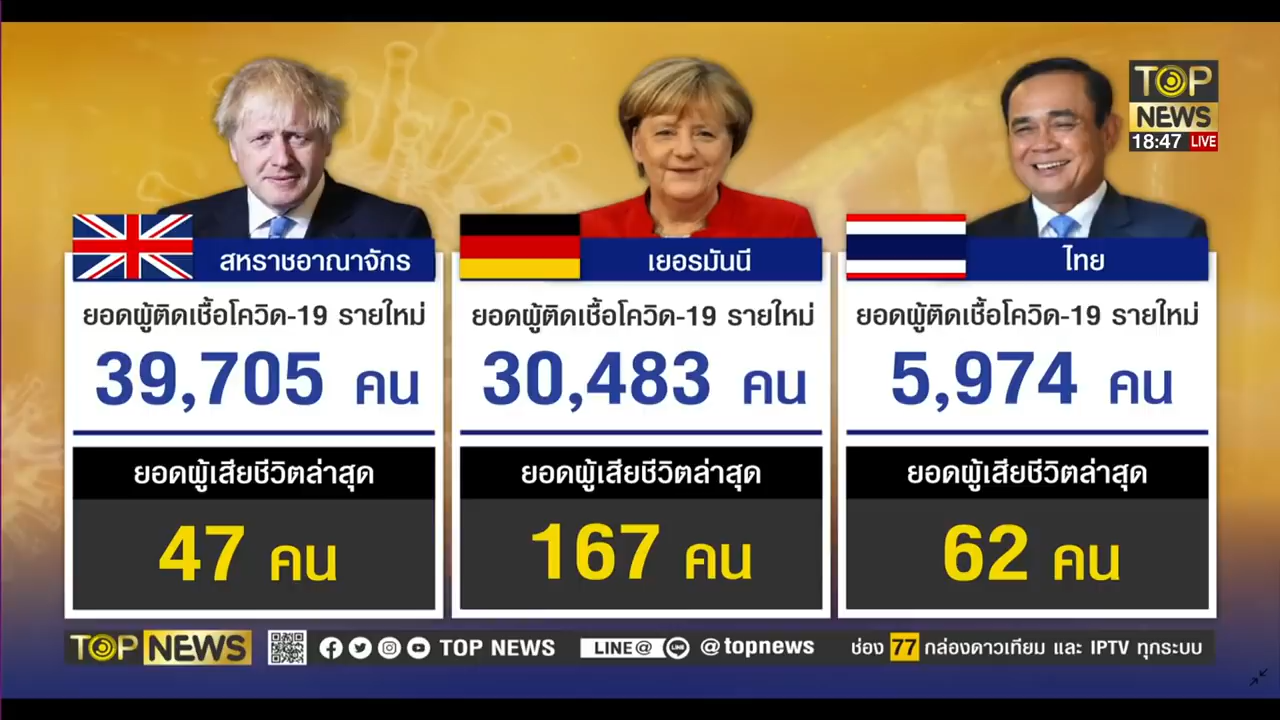 TOP
NEWS
18:47 LIVE
สหราชอาณาจักร
ยอดผู้ติดเชื้อโควิด-19 รายใหม่
39,705 คน
ยอดผู้เสียชีวิตล่าสุด
47 คน
เยอรมันนี
ยอดผู้ติดเชื้อโควิด-19 รายใหม่
30,483 คน
ยอดผู้เสียชีวิตล่าสุด
167 คน
ไทย
ยอดผู้ติดเชื้อโควิด-19 รายใหม่
5,974 คน
ยอดผู้เสียชีวิตล่าสุด
62 คน
TOP NEWS TOP NEWS LINE@ LINE @topnews ช่อง 77 กล่องดาวเทียม และ IPTV ทุกระบบ